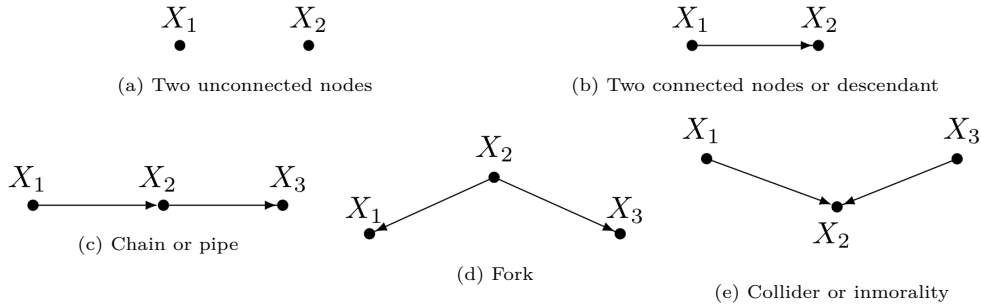 X₁ X₂
(a) Two unconnected nodes
X₁ X₂
(b) Two connected nodes or descendant
X₁ X₂ X₃
(c) Chain or pipe
X₂
X₁ X₃
(d) Fork
X₁ X₃
X₂
(e) Collider or inmorality